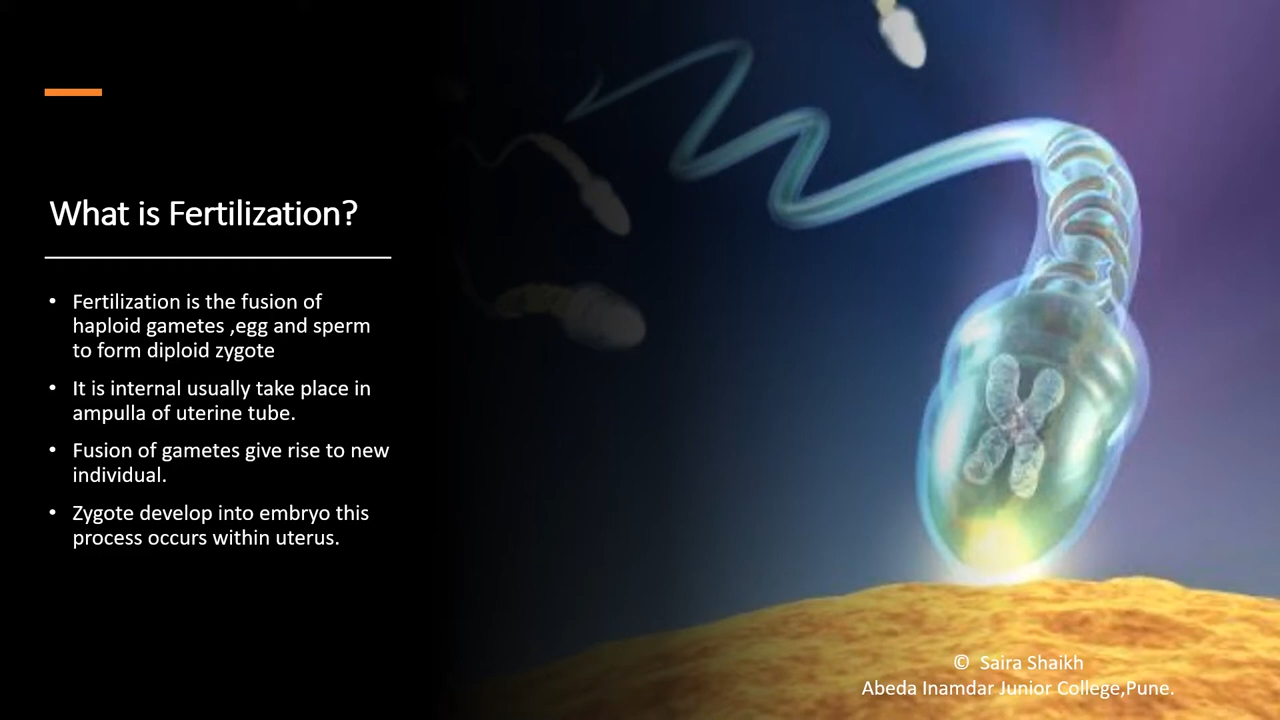 What is Fertilization?
• Fertilization is the fusion of
haploid gametes ,egg and sperm
to form diploid zygote
• It is internal usually take place in
ampulla of uterine tube.
• Fusion of gametes give rise to new
individual.
• Zygote develop into embryo this
process occurs within uterus.
© Saira Shaikh
Abeda Inamdar Junior College,Pune.